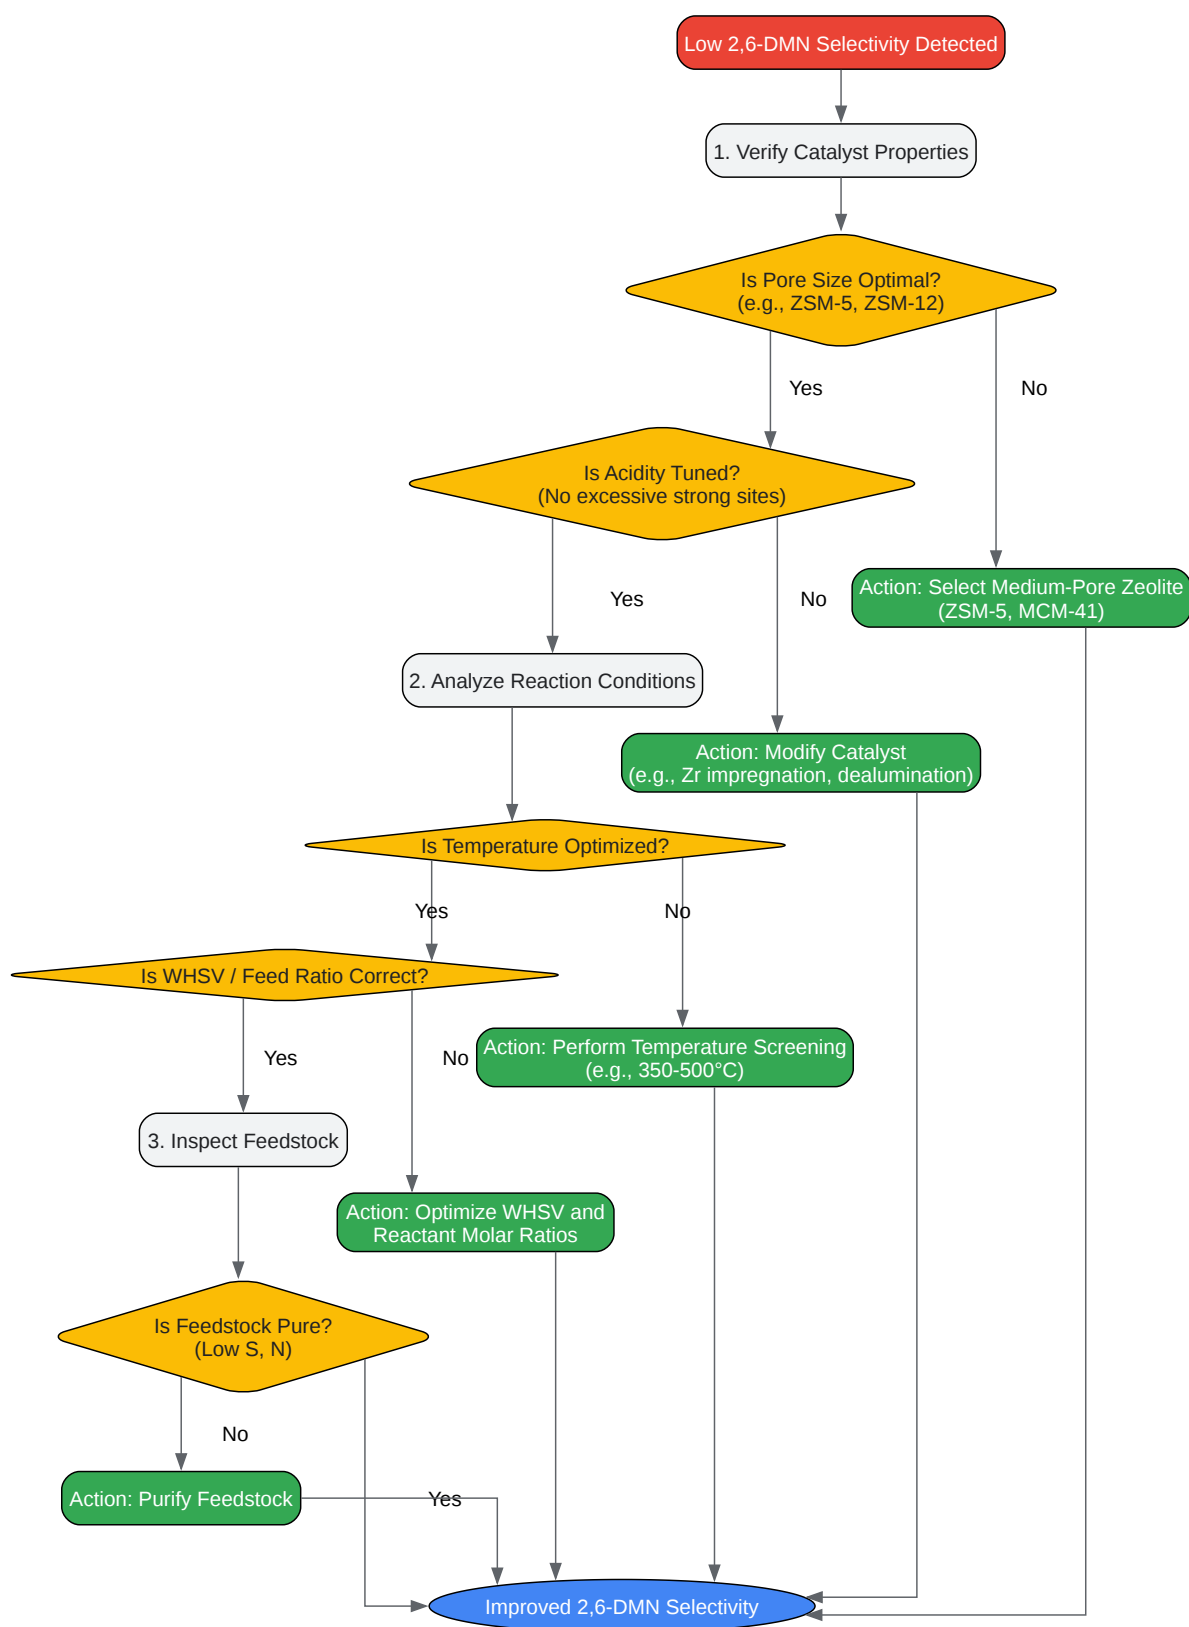 Low 2,6-DMN Selectivity Detected
1. Verify Catalyst Properties
Is Pore Size Optimal?
(e.g., ZSM-5, ZSM-12)
Yes
No
Is Acidity Tuned?
(No excessive strong sites)
Yes
No
Action: Select Medium-Pore Zeolite
(ZSM-5, MCM-41)
2. Analyze Reaction Conditions
Action: Modify Catalyst
(e.g., Zr impregnation, dealumination)
Is Temperature Optimized?
Yes
No
Is WHSV / Feed Ratio Correct?
Yes
No
Action: Perform Temperature Screening
(e.g., 350-500°C)
3. Inspect Feedstock
Action: Optimize WHSV and
Reactant Molar Ratios
Is Feedstock Pure?
(Low S, N)
No
Action: Purify Feedstock
Yes
Improved 2,6-DMN Selectivity